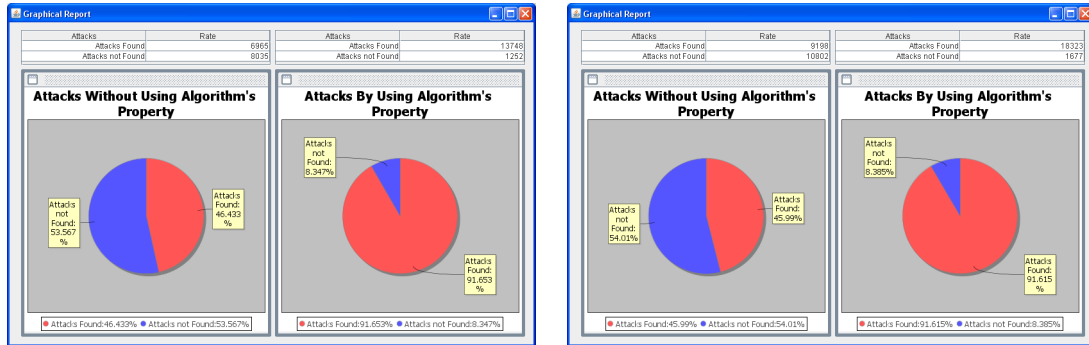 Graphical Report
Attacks Rate
Attacks Found 6965
Attacks not Found 8035
Attacks Rate
Attacks Found 13748
Attacks not Found 1252
Attacks Without Using Algorithm's
Property
Attacks
not
Found:
53.567
%
Attacks
Found:
46.433
%
Attacks Found:46.433% Attacks not Found:53.567%
Attacks By Using Algorithm's
Property
Attacks
not
Found:
8.347%
Attacks
Found:
91.653
%
Attacks Found:91.653% Attacks not Found:8.347%
Graphical Report
Attacks Rate
Attacks Found 9198
Attacks not Found 10802
Attacks Rate
Attacks Found 18323
Attacks not Found 1677
Attacks Without Using Algorithm's
Property
Attacks
not
Found:
54.01%
Attacks
Found:
45.99%
Attacks Found:45.99% Attacks not Found:54.01%
Attacks By Using Algorithm's
Property
Attacks
not
Found:
8.385%
Attacks
Found:
91.615
%
Attacks Found:91.615% Attacks not Found:8.385%